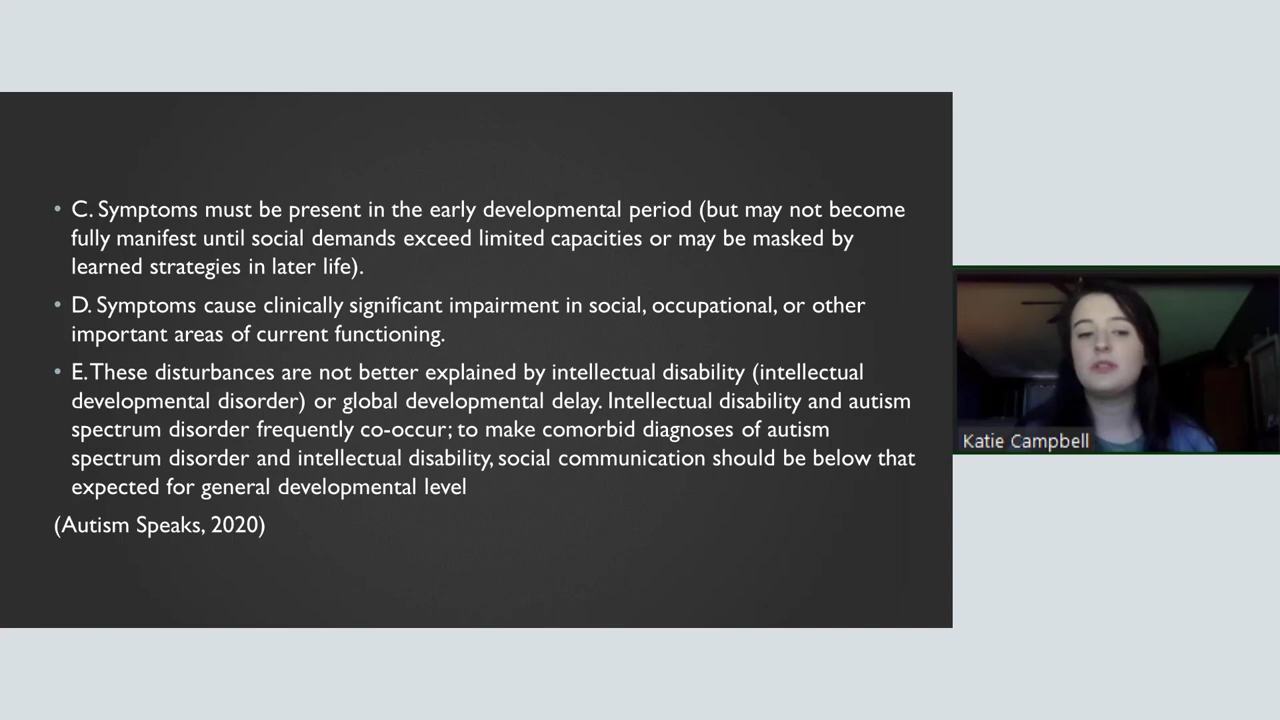 • C. Symptoms must be present in the early developmental period (but may not become
fully manifest until social demands exceed limited capacities or may be masked by
learned strategies in later life).
• D. Symptoms cause clinically significant impairment in social, occupational, or other
important areas of current functioning.
• E. These disturbances are not better explained by intellectual disability (intellectual
developmental disorder) or global developmental delay. Intellectual disability and autism
spectrum disorder frequently co-occur; to make comorbid diagnoses of autism
spectrum disorder and intellectual disability, social communication should be below that
expected for general developmental level
(Autism Speaks, 2020)
Katie Campbell